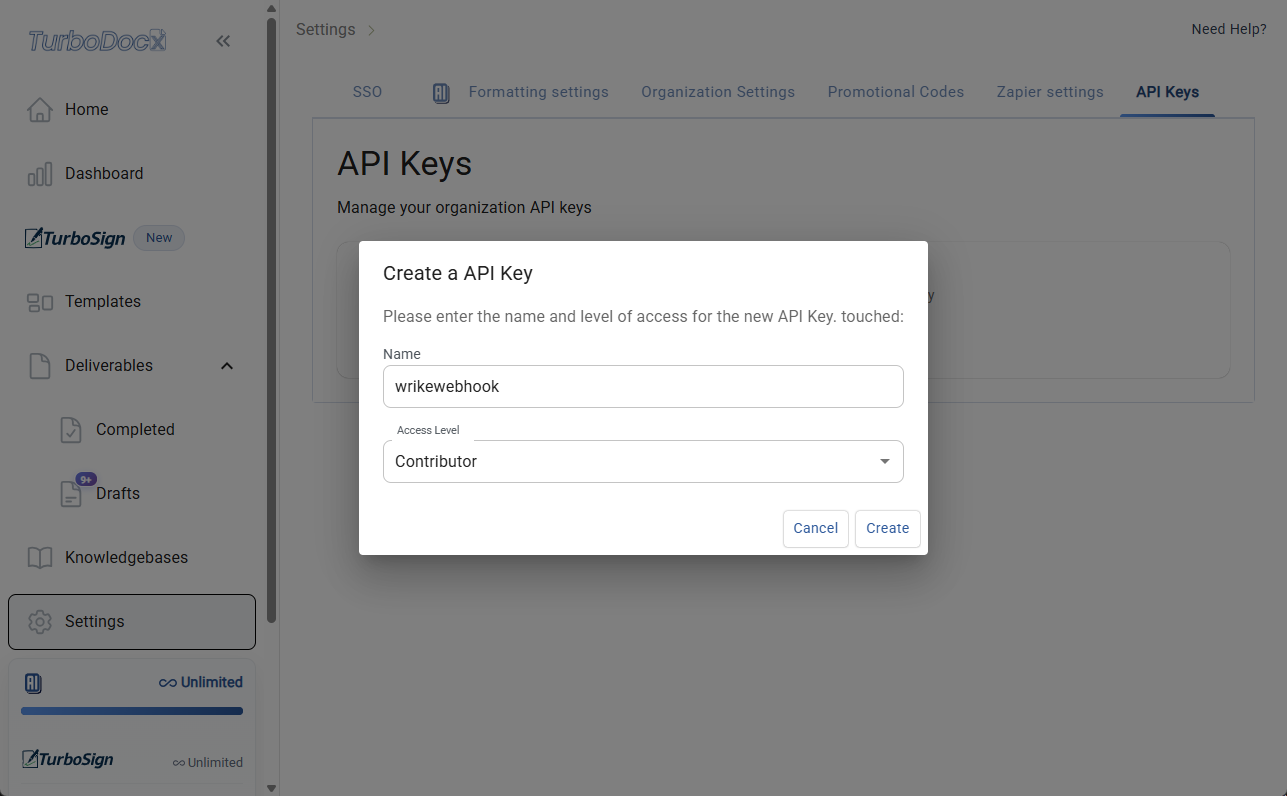 TurboDocX
Settings
Need Help?
Home
Dashboard
TurboSign New
Templates
Deliverables
Completed
9+
Drafts
Knowledgebases
Settings
Unlimited
TurboSign Unlimited
SSO Formatting settings Organization Settings Promotional Codes Zapier settings API Keys
API Keys
Manage your organization API keys
y
Create a API Key
Please enter the name and level of access for the new API Key. touched:
Name
wrikewebhook
Access Level
Contributor
Cancel Create